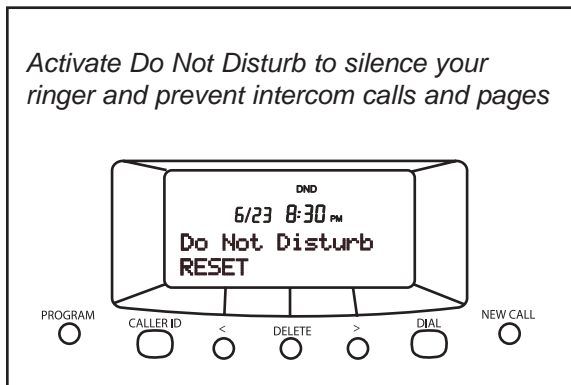 Activate Do Not Disturb to silence your
ringer and prevent intercom calls and pages
DND
6/23 8:30 PM
Do Not Disturb
RESET
PROGRAM
CALLER ID
<
DELETE
>
DIAL
NEW CALL